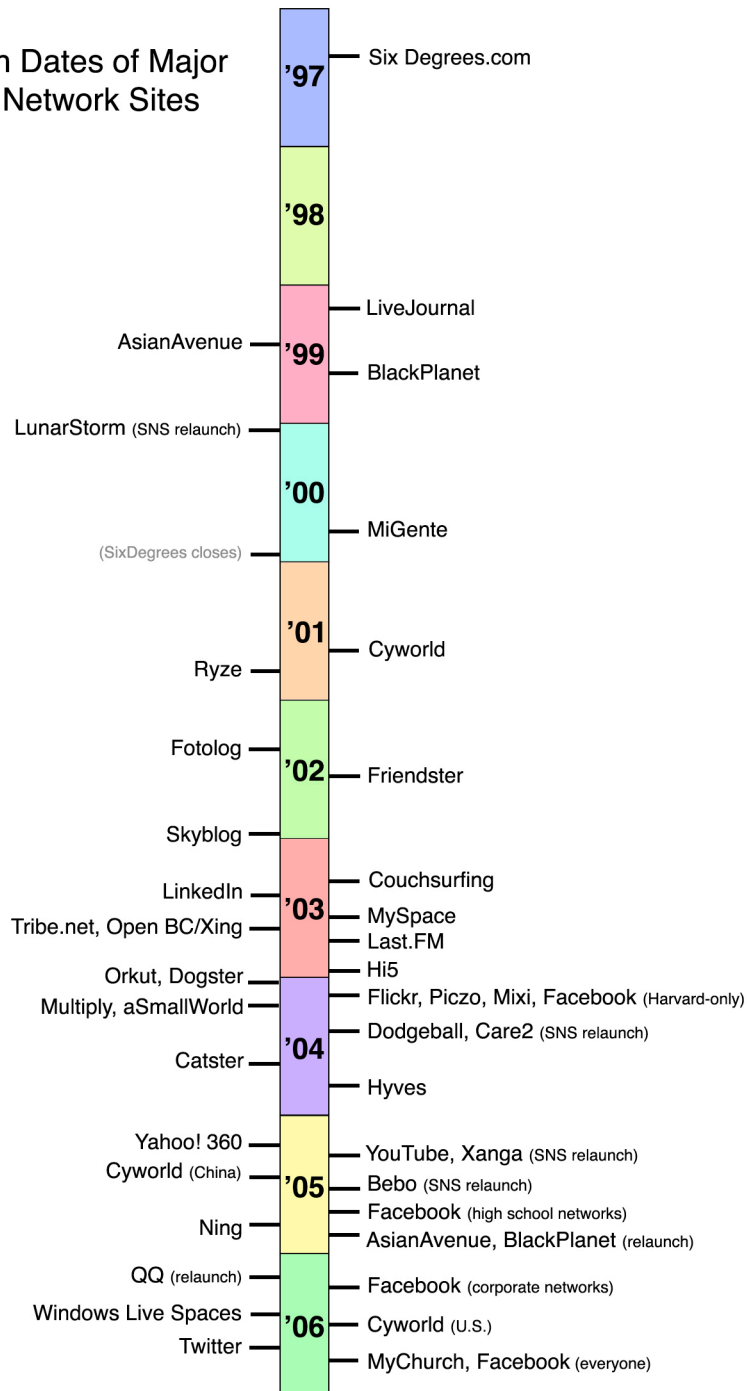 Dates of Major
Network Sites
’97
Six Degrees.com
’98
LiveJournal
AsianAvenue
’99
BlackPlanet
LunarStorm (SNS relaunch)
’00
MiGente
(SixDegrees closes)
’01
Cyworld
Ryze
Fotolog
’02
Friendster
Skyblog
Couchsurfing
LinkedIn
’03
MySpace
Tribe.net, Open BC/Xing
Last.FM
Hi5
Orkut, Dogster
Flickr, Piczo, Mixi, Facebook (Harvard-only)
Multiply, aSmallWorld
Dodgeball, Care2 (SNS relaunch)
’04
Catster
Hyves
Yahoo! 360
YouTube, Xanga (SNS relaunch)
Cyworld (China)
’05
Bebo (SNS relaunch)
Facebook (high school networks)
Ning
AsianAvenue, BlackPlanet (relaunch)
QQ (relaunch)
Facebook (corporate networks)
Windows Live Spaces
’06
Cyworld (U.S.)
Twitter
MyChurch, Facebook (everyone)